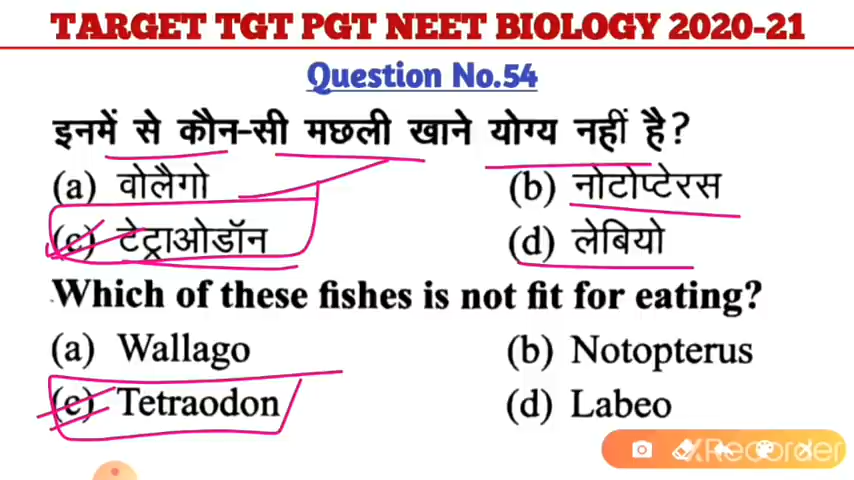 TARGET TGT PGT NEET BIOLOGY 2020-21
Question No.54
इनमें से कौन-सी मछली खाने योग्य नहीं है?
(a) वोलैगो (b) नोटोप्टेरस
(c) टेट्राओडॉन (d) लेबियो
Which of these fishes is not fit for eating?
(a) Wallago (b) Notopterus
(c) Tetraodon (d) Labeo
XRecorder